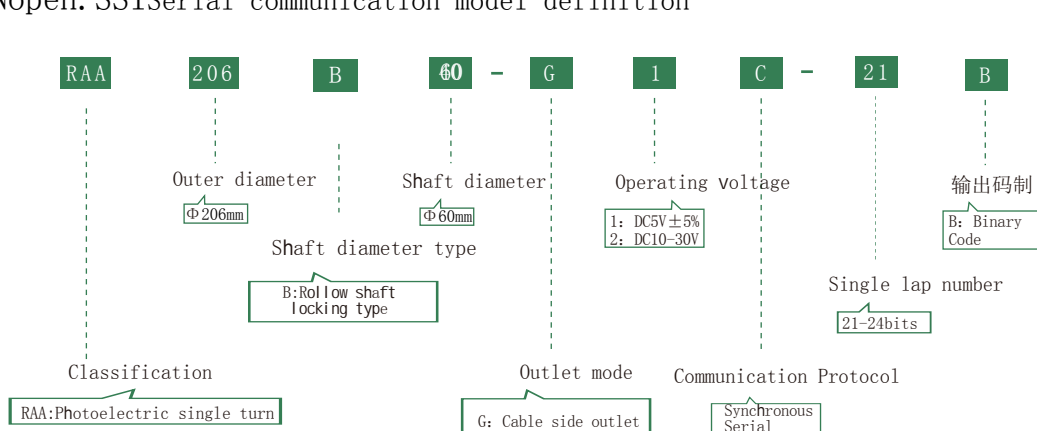 nopen. SSISerial communication model definition
RAA 206 B 60 - G 1 C - 21 B
Outer diameter
Φ206mm
Shaft diameter
Φ60mm
Operating voltage
1: DC5V±5%
2: DC10-30V
输出码制
B: Binary
Code
Shaft diameter type
B:Rollow shaft
locking type
Single lap number
21-24bits
Classification
RAA:Photoelectric single turn
Outlet mode
G: Cable side outlet
Communication Protocol
Synchronous
Serial